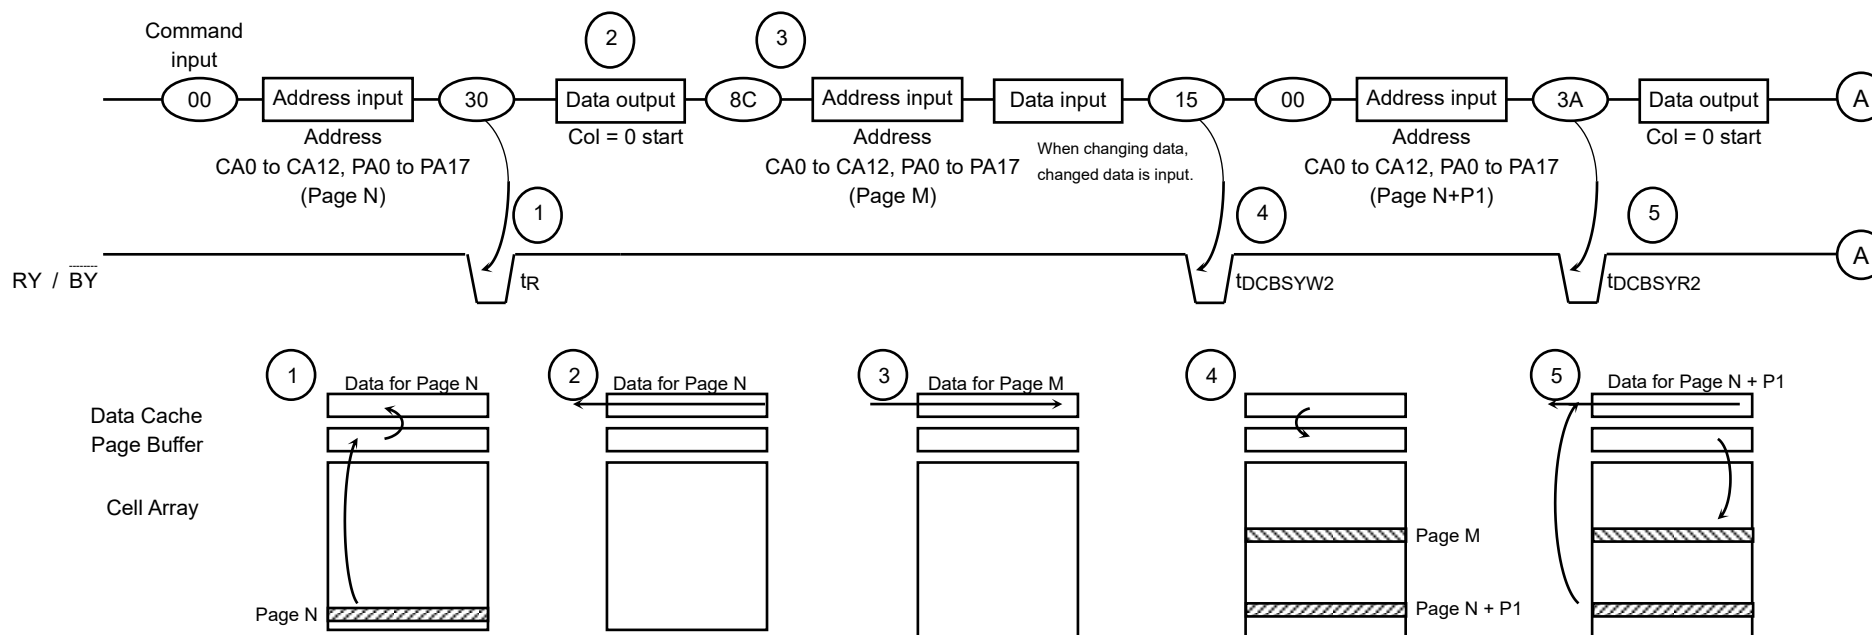 Command
input
2
3
00
Address input
30
Data output
8C
Address input
Data input
15
00
Address input
3A
Data output
A
Address
CA0 to CA12, PA0 to PA17
(Page N)
Col = 0 start
Address
CA0 to CA12, PA0 to PA17
(Page M)
When changing data,
changed data is input.
Address
CA0 to CA12, PA0 to PA17
(Page N+P1)
Col = 0 start
1
4
5
RY / BY
tR
tDCBSYW2
tDCBSYR2
A
1
Data for Page N
2
Data for Page N
3
Data for Page M
4
5
Data for Page N + P1
Data Cache
Page Buffer
Cell Array
Page N
Page M
Page N + P1